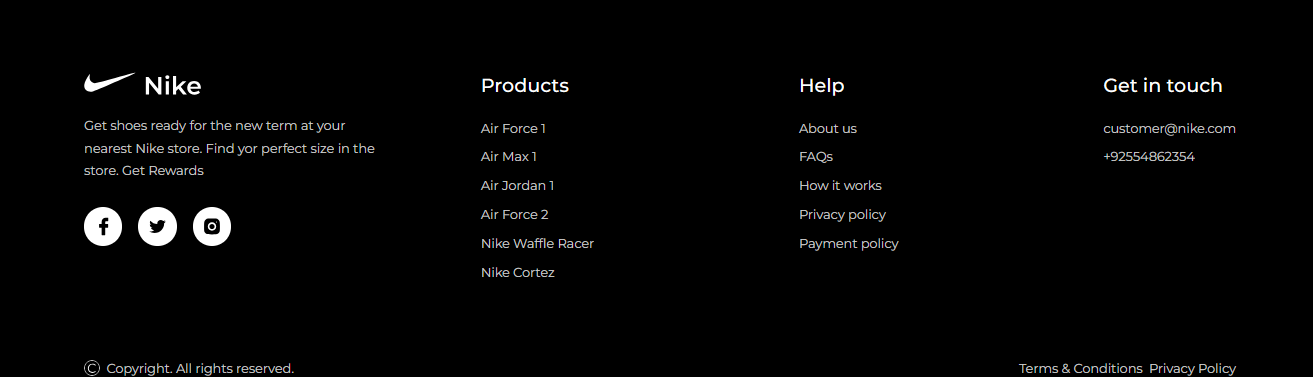 Nike
Get shoes ready for the new term at your
nearest Nike store. Find yor perfect size in the
store. Get Rewards
Products
Air Force 1
Air Max 1
Air Jordan 1
Air Force 2
Nike Waffle Racer
Nike Cortez
Help
About us
FAQs
How it works
Privacy policy
Payment policy
Get in touch
customer@nike.com
+92554862354
© Copyright. All rights reserved.
Terms & Conditions Privacy Policy